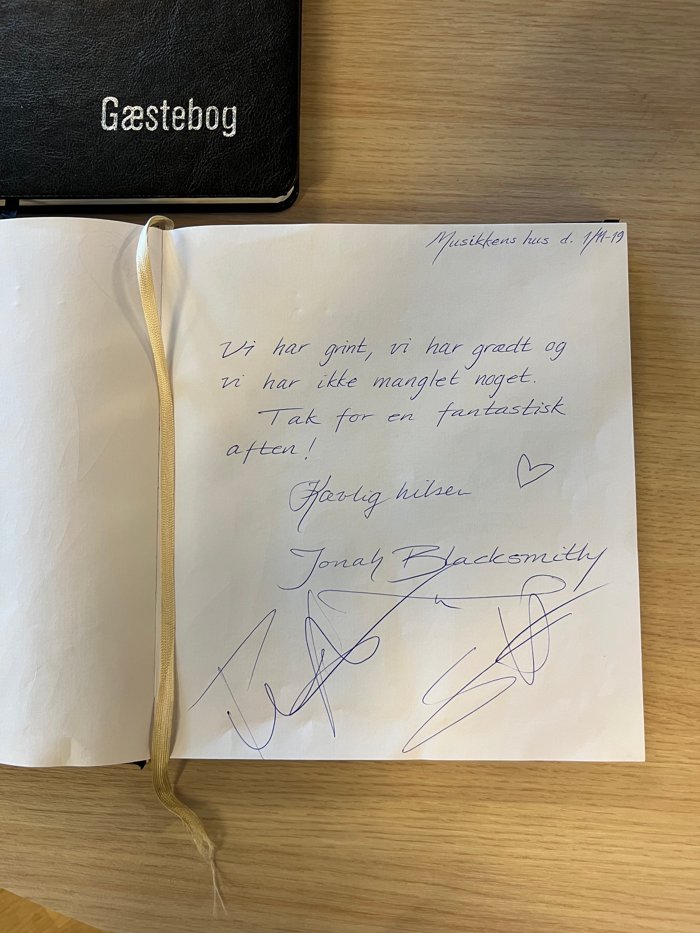 Gæstebog
Musikkens hus d. 1/11-19
Vi har grint, vi har grædt og
vi har ikke manglet noget.
Tak for en fantastisk
aften!
Kærlig hilsen
Jonah Blacksmith